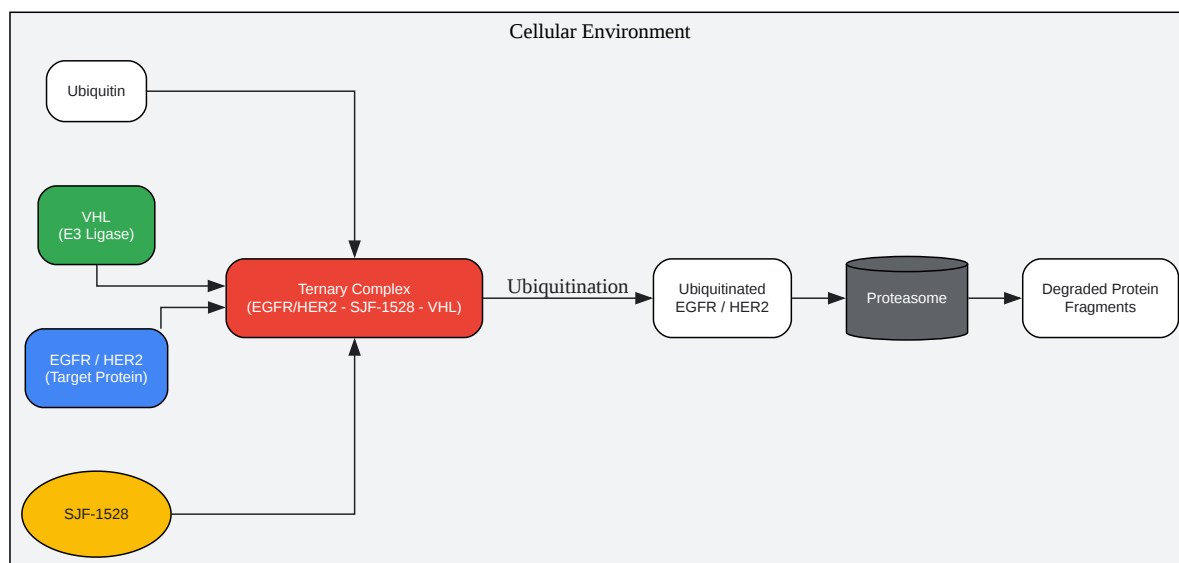 Cellular Environment
Ubiquitin
VHL
(E3 Ligase)
EGFR / HER2
(Target Protein)
SJF-1528
Ternary Complex
(EGFR/HER2 - SJF-1528 - VHL)
Ubiquitination
Ubiquitinated
EGFR / HER2
Proteasome
Degraded Protein
Fragments